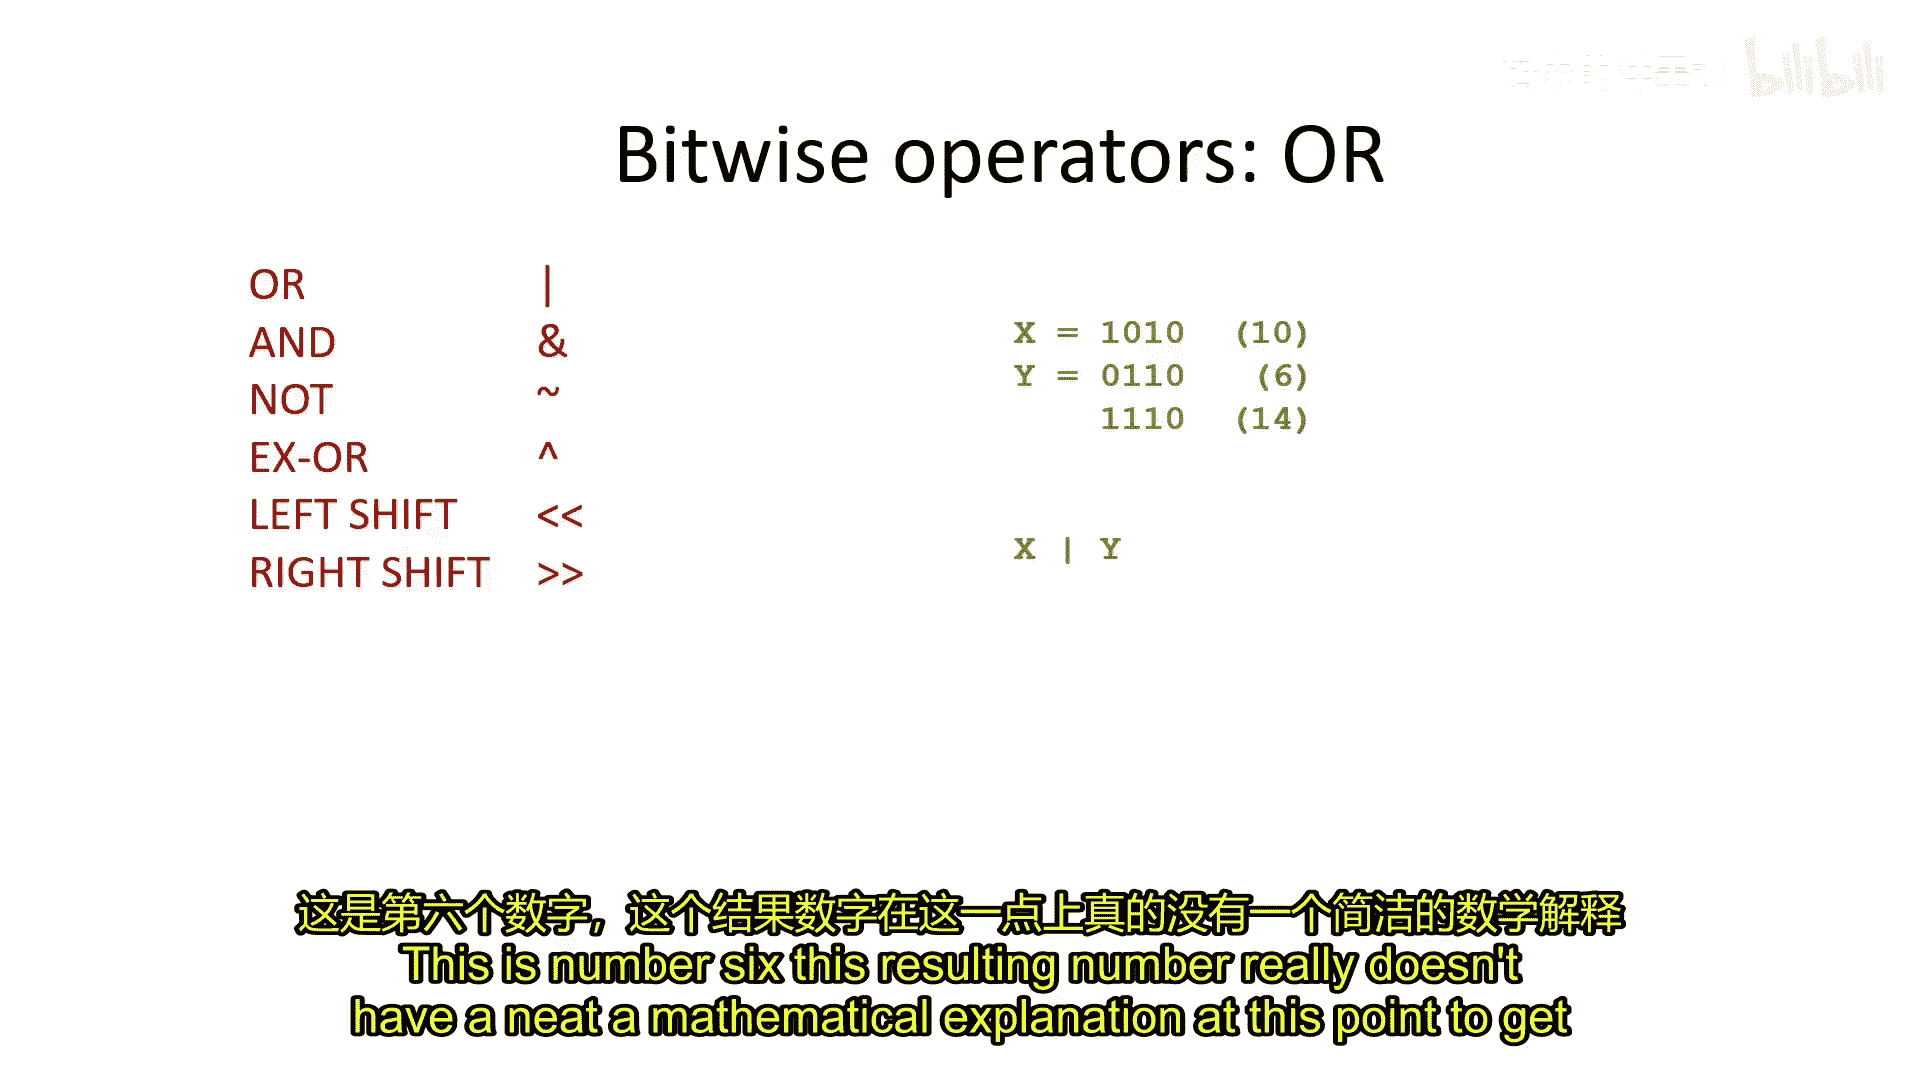 bilibili
Bitwise operators: OR
OR |
AND &
NOT ~
EX-OR ^
LEFT SHIFT <<
RIGHT SHIFT >>
X = 1010 (10)
Y = 0110 (6)
1110 (14)
X | Y
这是第六个数字，这个结果数字在这一点上真的没有一个简洁的数学解释
This is number six this resulting number really doesn't
have a neat a mathematical explanation at this point to get